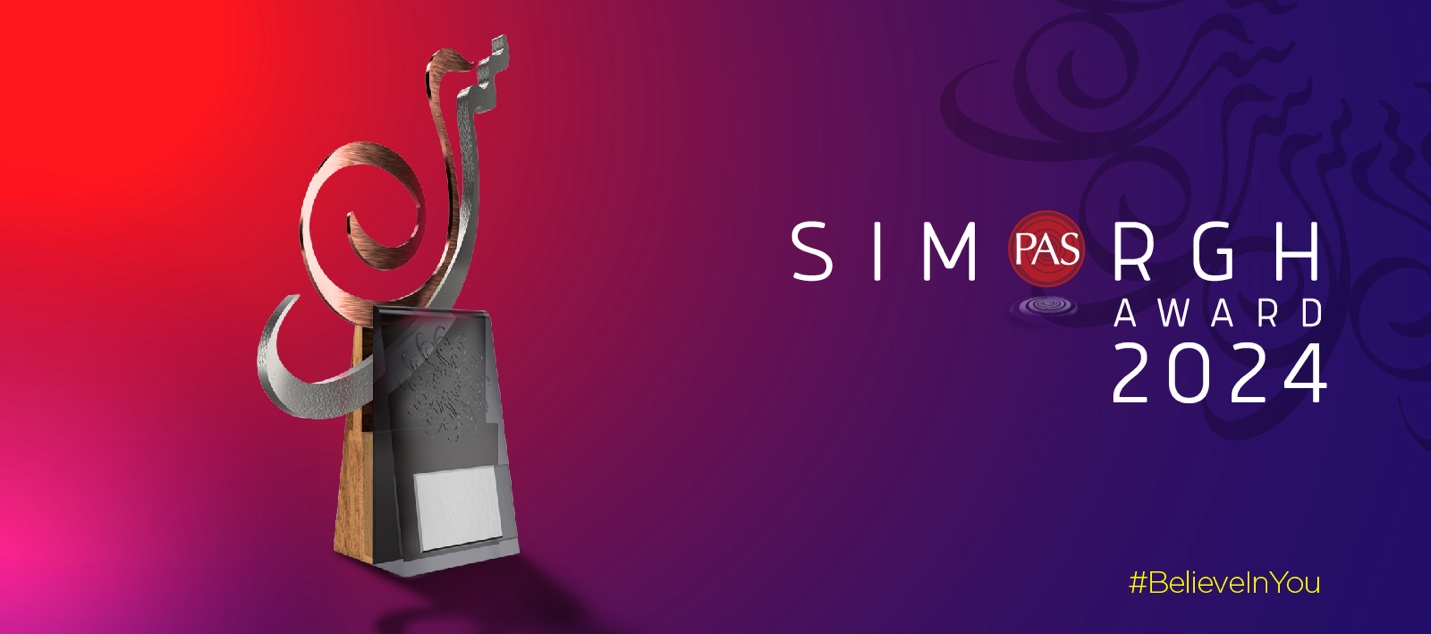 SIM PAS RGH
AWARD
2024
#BelieveInYou